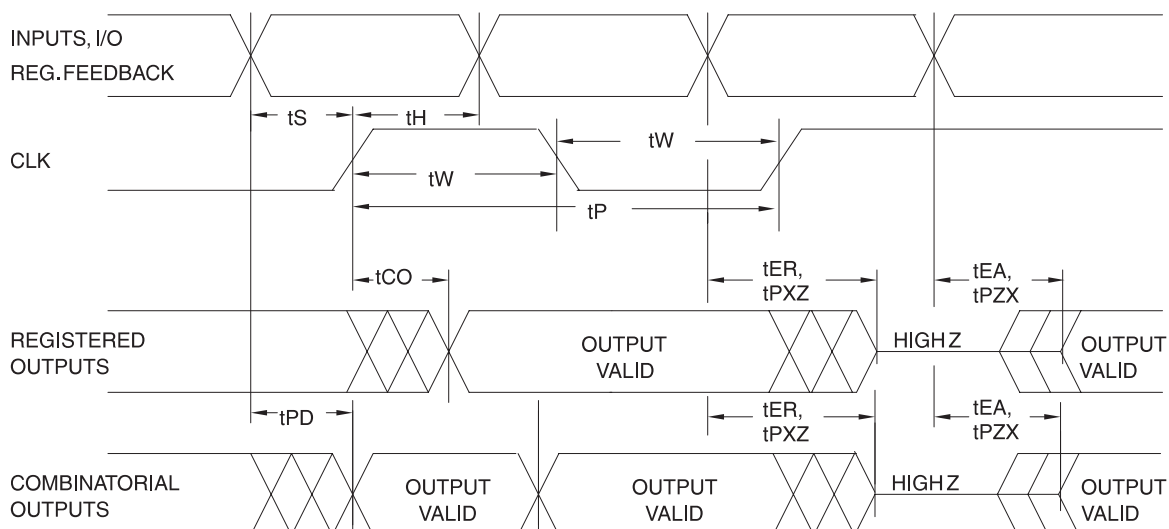 INPUTS, I/O
REG.FEEDBACK
tS
tH
CLK
tW
tW
tP
tCO
tER,
tPXZ
tEA,
tPZX
REGISTERED
OUTPUTS
OUTPUT
VALID
HIGH Z
OUTPUT
VALID
tPD
tER,
tPXZ
tEA,
tPZX
COMBINATORIAL
OUTPUTS
OUTPUT
VALID
OUTPUT
VALID
HIGH Z
OUTPUT
VALID